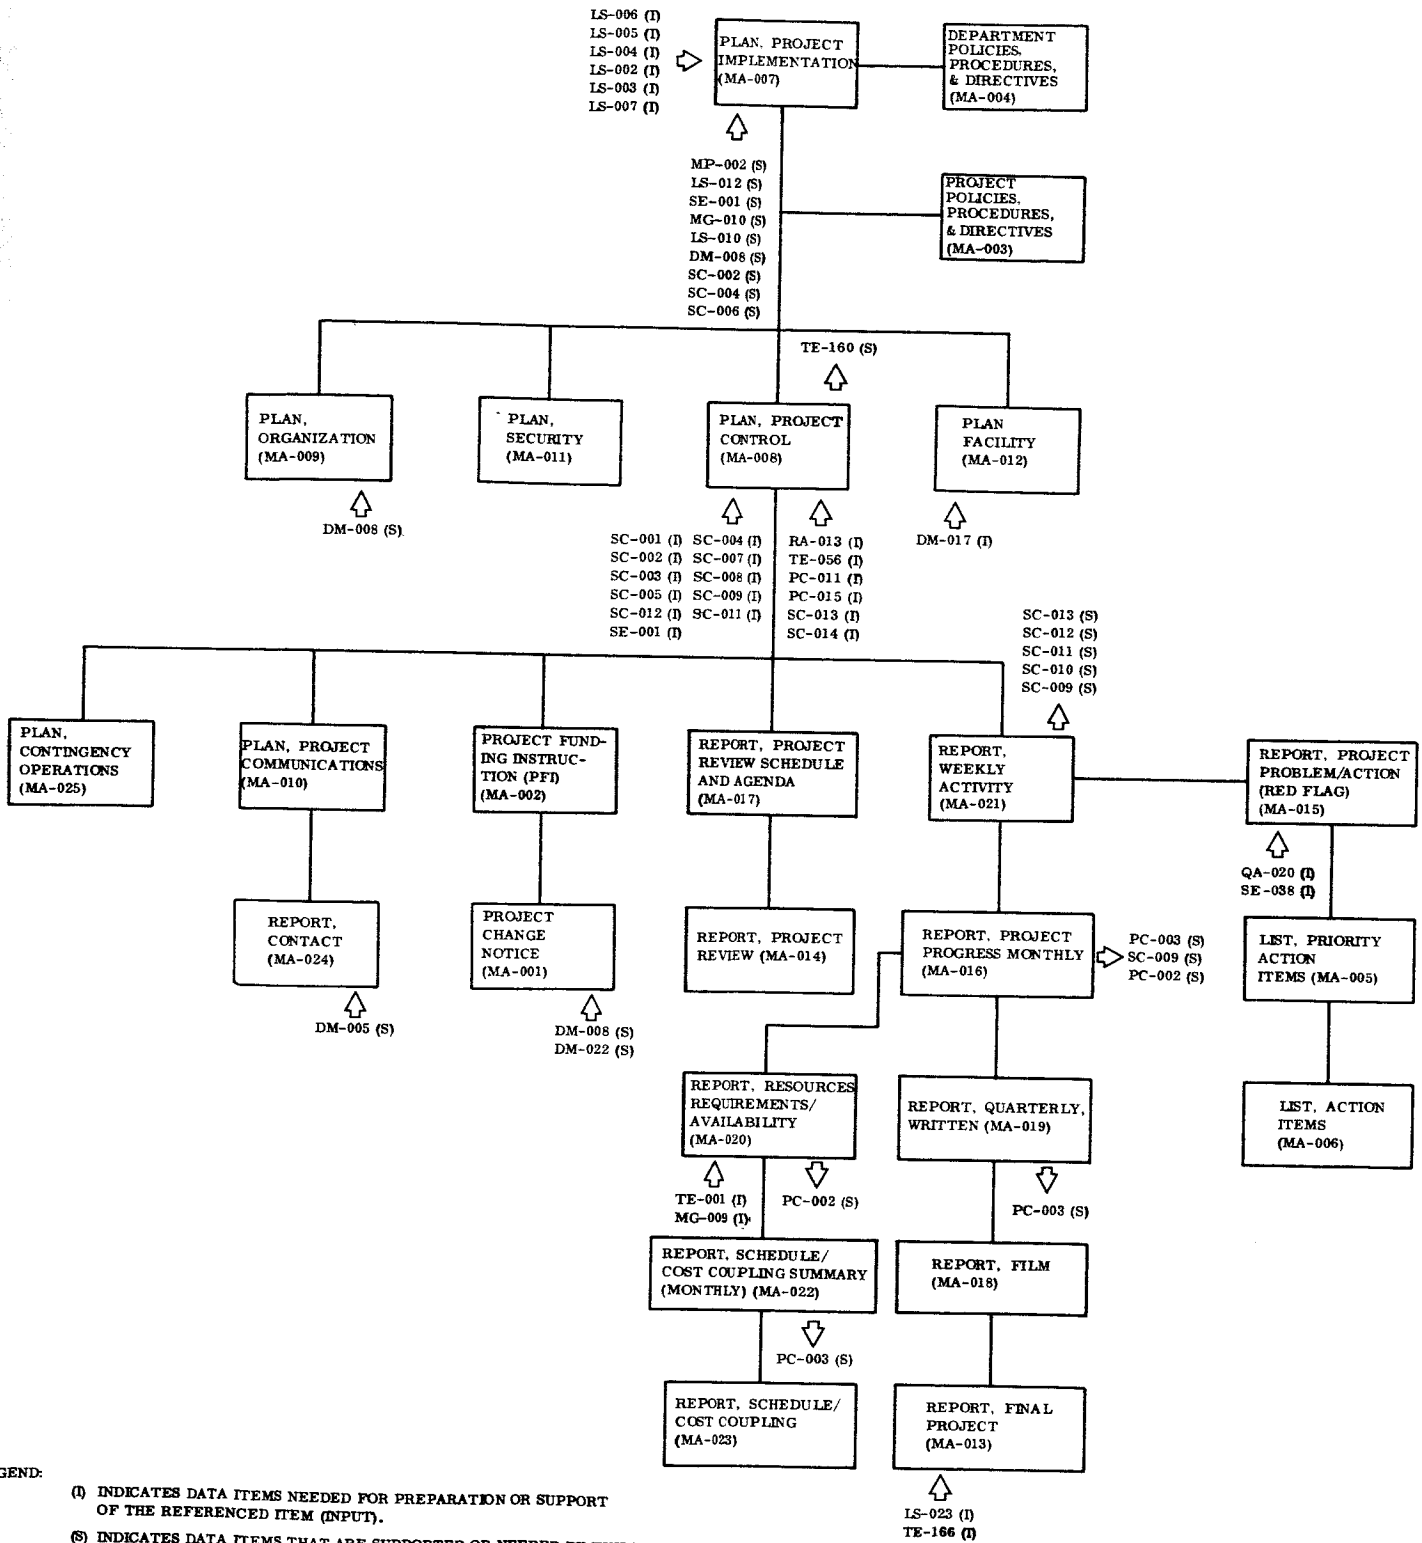 LS-006 (I)
LS-005 (I)
LS-004 (I)
LS-002 (I)
LS-003 (I)
LS-007 (I)
PLAN, PROJECT
IMPLEMENTATION
(MA-007)
DEPARTMENT
POLICIES,
PROCEDURES,
& DIRECTIVES
(MA-004)
MP-002 (S)
LS-012 (S)
SE-001 (S)
MG-010 (S)
LS-010 (S)
DM-008 (S)
SC-002 (S)
SC-004 (S)
SC-006 (S)
PROJECT
POLICIES,
PROCEDURES,
& DIRECTIVES
(MA-003)
TE-160 (S)
PLAN,
ORGANIZATION
(MA-009)
PLAN,
SECURITY
(MA-011)
PLAN, PROJECT
CONTROL
(MA-008)
PLAN
FACILITY
(MA-012)
DM-008 (S)
SC-001 (I) SC-004 (I)
SC-002 (I) SC-007 (I)
SC-003 (I) SC-008 (I)
SC-005 (I) SC-009 (I)
SC-012 (I) SC-011 (I)
SE-001 (I)
RA-013 (I)
TE-056 (I)
PC-011 (I)
PC-015 (I)
SC-013 (I)
SC-014 (I)
DM-017 (I)
SC-013 (S)
SC-012 (S)
SC-011 (S)
SC-010 (S)
SC-009 (S)
PLAN,
CONTINGENCY
OPERATIONS
(MA-025)
PLAN, PROJECT
COMMUNICATIONS
(MA-010)
PROJECT FUND-
ING INSTRUC-
TION (PFI)
(MA-002)
REPORT, PROJECT
REVIEW SCHEDULE
AND AGENDA
(MA-017)
REPORT,
WEEKLY
ACTIVITY
(MA-021)
REPORT, PROJECT
PROBLEM/ACTION
(RED FLAG)
(MA-015)
QA-020 (I)
SE-038 (I)
REPORT,
CONTACT
(MA-024)
PROJECT
CHANGE
NOTICE
(MA-001)
REPORT, PROJECT
REVIEW (MA-014)
REPORT, PROJECT
PROGRESS MONTHLY
(MA-016)
PC-003 (S)
SC-009 (S)
PC-002 (S)
LIST, PRIORITY
ACTION
ITEMS (MA-005)
DM-005 (S)
DM-008 (S)
DM-022 (S)
REPORT, RESOURCES
REQUIREMENTS/
AVAILABILITY
(MA-020)
REPORT, QUARTERLY,
WRITTEN (MA-019)
LIST, ACTION
ITEMS
(MA-006)
TE-001 (I)
MG-009 (I)
PC-002 (S)
PC-003 (S)
REPORT, SCHEDULE/
COST COUPLING SUMMARY
(MONTHLY) (MA-022)
REPORT, FILM
(MA-018)
PC-003 (S)
REPORT, SCHEDULE/
COST COUPLING
(MA-023)
REPORT, FINAL
PROJECT
(MA-013)
LS-023 (I)
TE-166 (I)
GEND:
(I) INDICATES DATA ITEMS NEEDED FOR PREPARATION OR SUPPORT
OF THE REFERENCED ITEM (INPUT).
(S) INDICATES DATA ITEMS THAT ARE SUPPORTED OR NEEDED BY